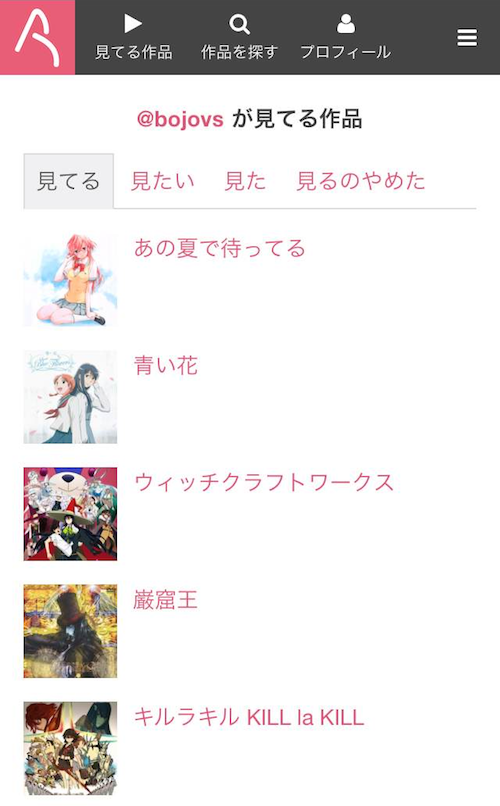 見てる作品
作品を探す
プロフィール
@bojovs が見てる作品
見てる
見たい
見た
見るのやめた
あの夏で待ってる
青い花
ウィッチクラフトワークス
巌窟王
キルラキル KILL la KILL